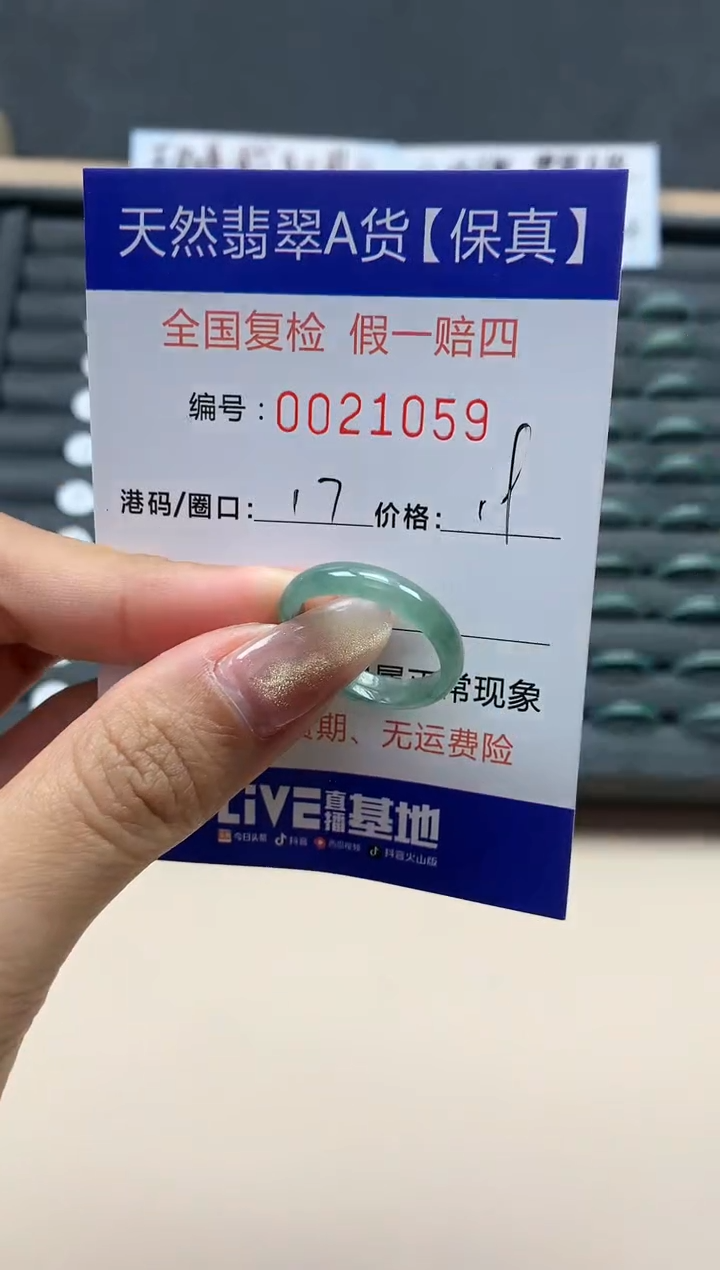 天然翡翠A货【保真】
全国复检 假一赔四
编号：0021059
港码/圈口：17 价格：
常现象
期、无运费险
LiVE直播基地
今日头条 抖音 西瓜视频 抖音火山版